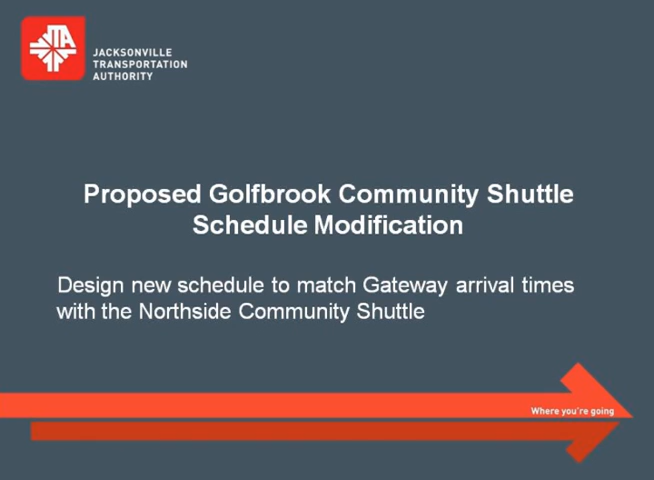 JTA
JACKSONVILLE
TRANSPORTATION
AUTHORITY
Proposed Golfbrook Community Shuttle
Schedule Modification
Design new schedule to match Gateway arrival times
with the Northside Community Shuttle
Where you're going